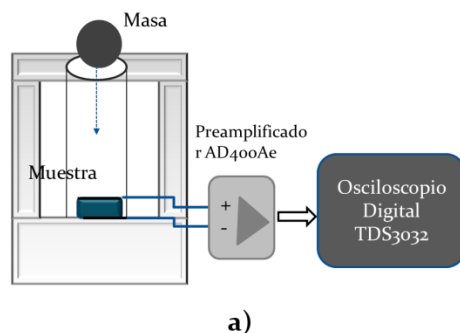 Masa
Muestra
Preamplificado
r AD400Ae
+
-
Osciloscopio
Digital
TDS3032
a)